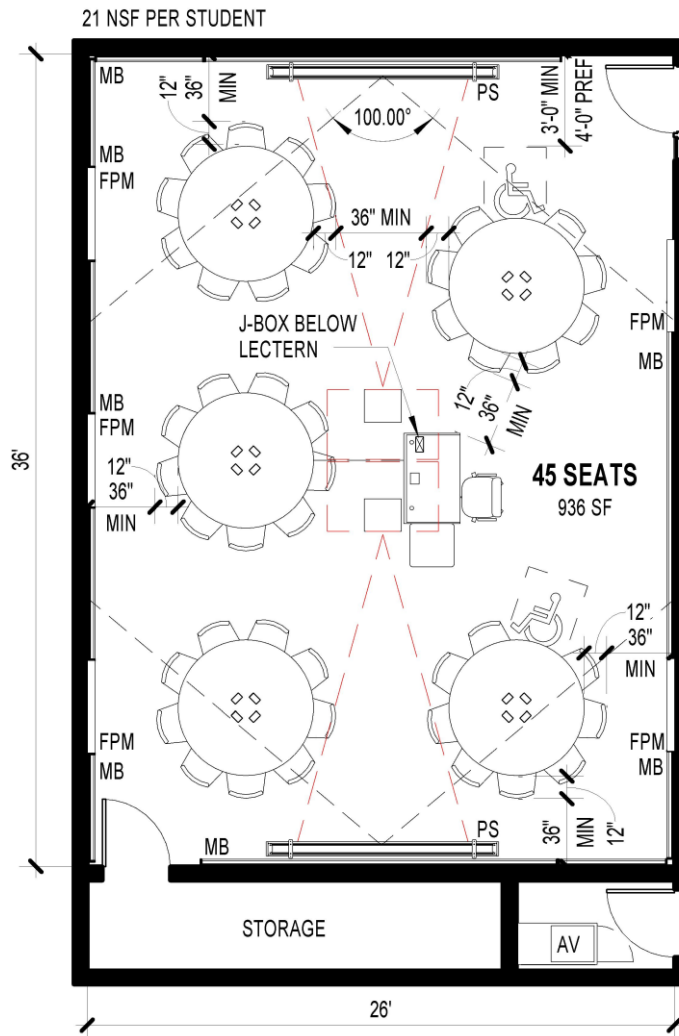 21 NSF PER STUDENT
MB
12"
36"
MIN
PS
100.00°
3'-0" MIN
4'-0" PREF
MB
FPM
36" MIN
12"
12"
J-BOX BELOW
LECTERN
FPM
MB
12"
36"
MIN
MB
FPM
36'
12"
36"
MIN
45 SEATS
936 SF
12"
36"
MIN
FPM
MB
FPM
MB
MB
PS
36"
MIN
12"
STORAGE
AV
26'